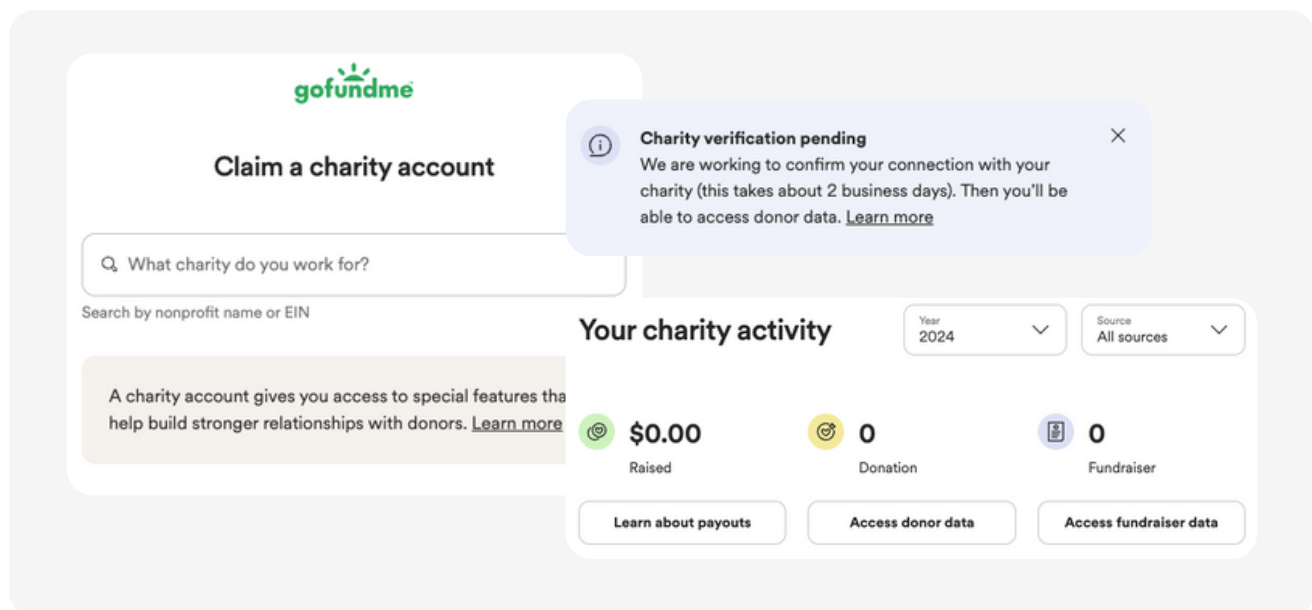 gofundme
Claim a charity account
What charity do you work for?
Search by nonprofit name or EIN
A charity account gives you access to special features tha
help build stronger relationships with donors. Learn more
Charity verification pending
We are working to confirm your connection with your
charity (this takes about 2 business days). Then you'll be
able to access donor data. Learn more
Your charity activity
Year
2024
Source
All sources
$0.00
Raised
0
Donation
0
Fundraiser
Learn about payouts
Access donor data
Access fundraiser data